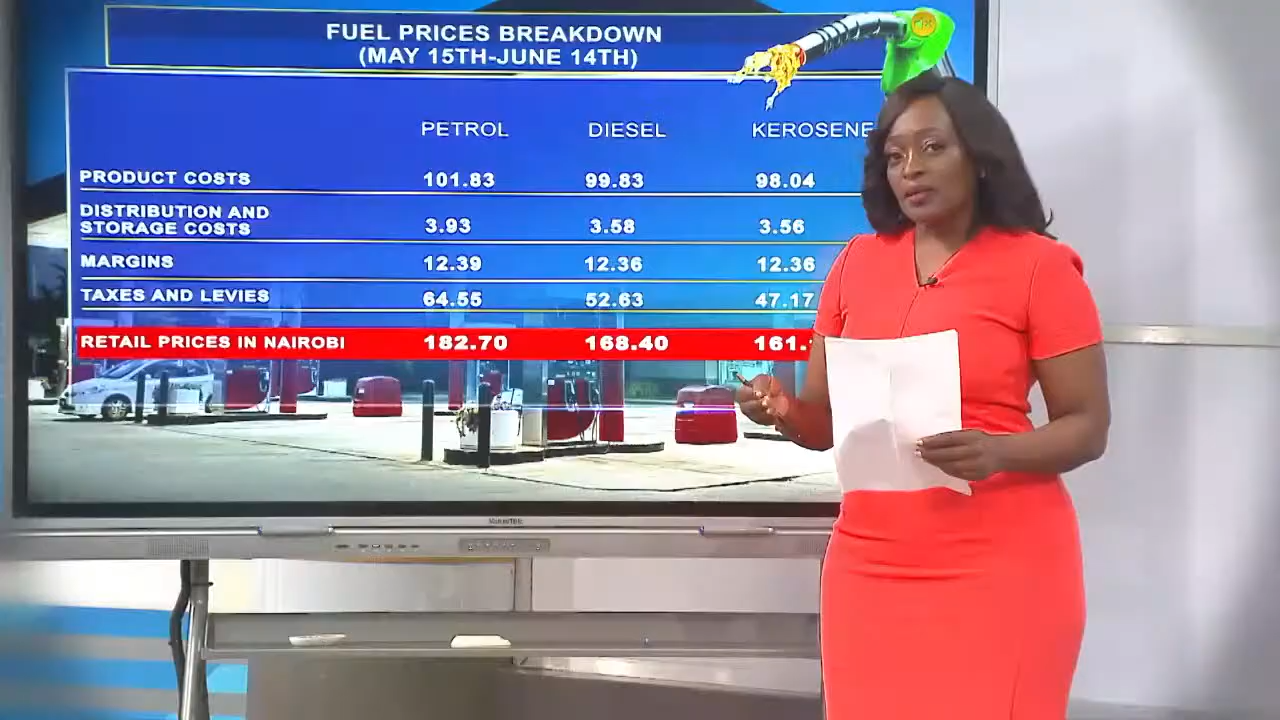 FUEL PRICES BREAKDOWN
(MAY 15TH-JUNE 14TH)
PETROL DIESEL KEROSENE
PRODUCT COSTS 101.83 99.83 98.04
DISTRIBUTION AND
STORAGE COSTS 3.93 3.58 3.56
MARGINS 12.39 12.36 12.36
TAXES AND LEVIES 64.55 52.63 47.17
RETAIL PRICES IN NAIROBI 182.70 168.40 161.